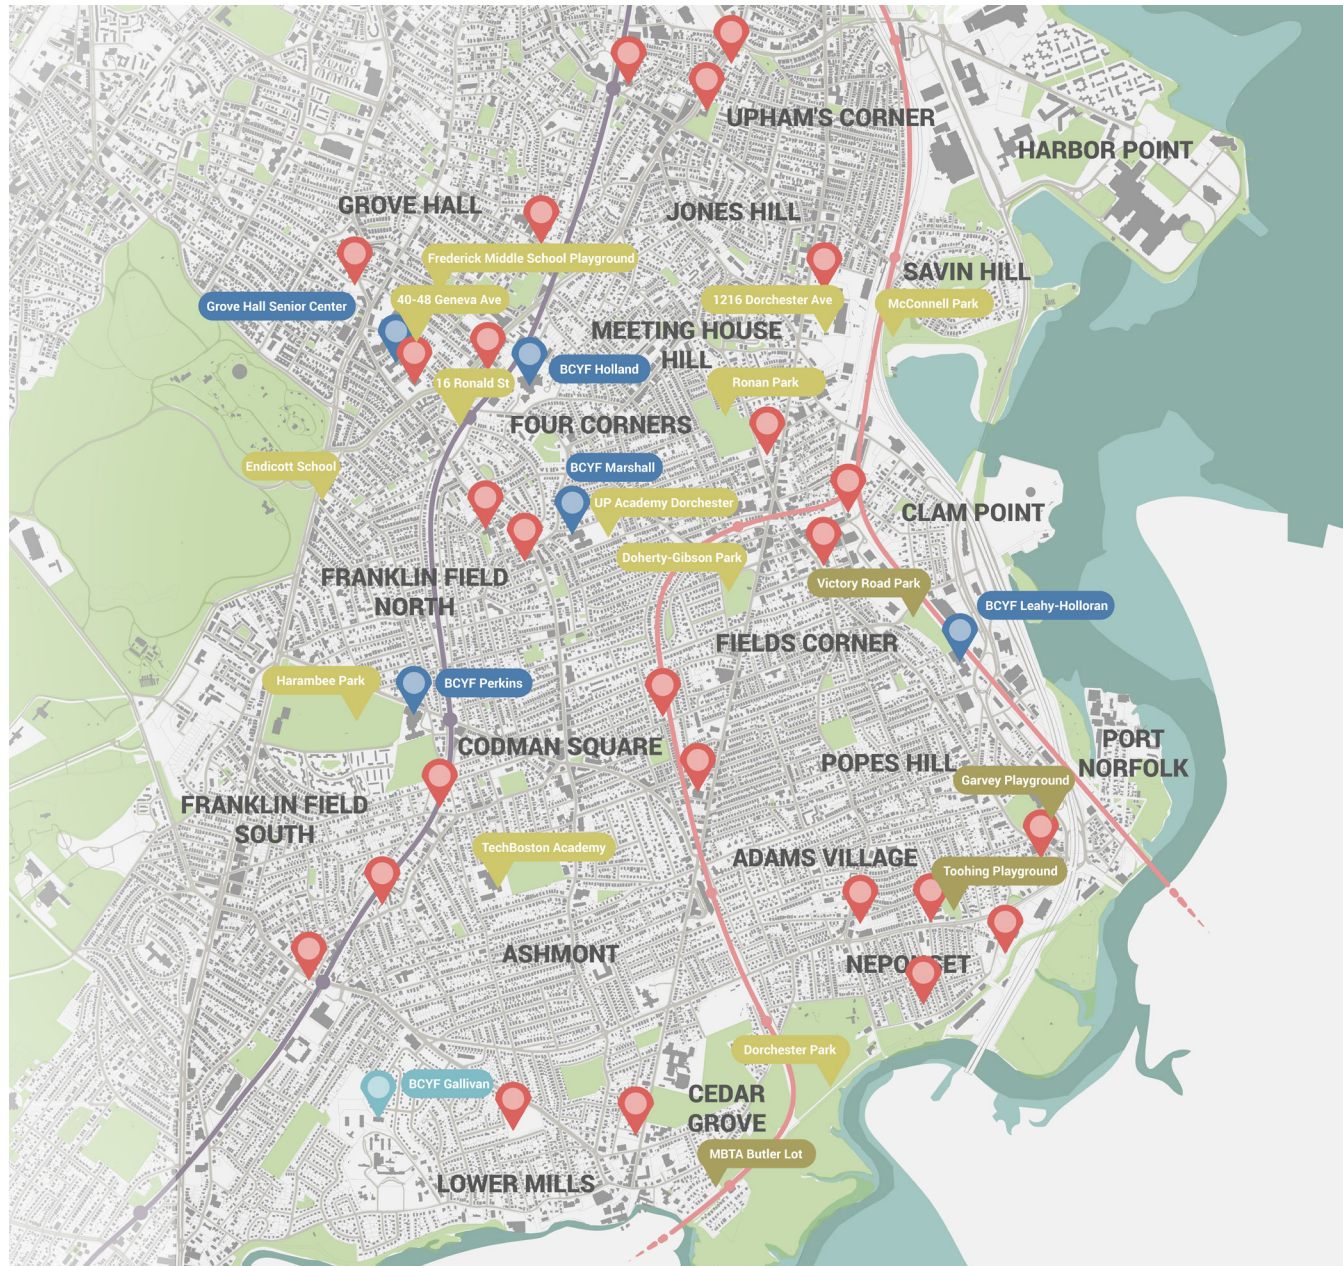 UPHAM'S CORNER
HARBOR POINT
GROVE HALL
JONES HILL
Frederick Middle School Playground
SAVIN HILL
Grove Hall Senior Center
40-48 Geneva Ave
1216 Dorchester Ave
McConnell Park
MEETING HOUSE
HILL
BCYF Holland
16 Ronald St
Ronan Park
FOUR CORNERS
Endicott School
BCYF Marshall
UP Academy Dorchester
CLAM POINT
Doherty-Gibson Park
FRANKLIN FIELD
NORTH
Victory Road Park
BCYF Leahy-Holloran
FIELDS CORNER
Harambee Park
BCYF Perkins
CODMAN SQUARE
PORT
NORFOLK
POPES HILL
Garvey Playground
FRANKLIN FIELD
SOUTH
TechBoston Academy
ADAMS VILLAGE
Toohing Playground
ASHMONT
NEPONSET
Dorchester Park
BCYF Gallivan
CEDAR
GROVE
MBTA Butler Lot
LOWER MILLS